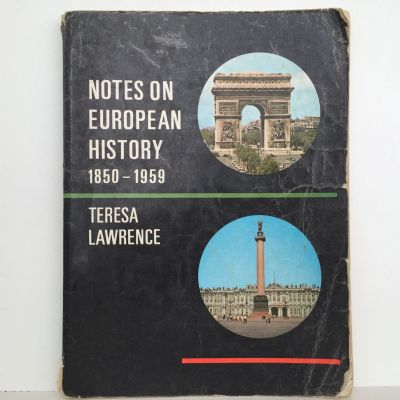 NOTES ON
EUROPEAN
HISTORY
1850 – 1959
TERESA
LAWRENCE